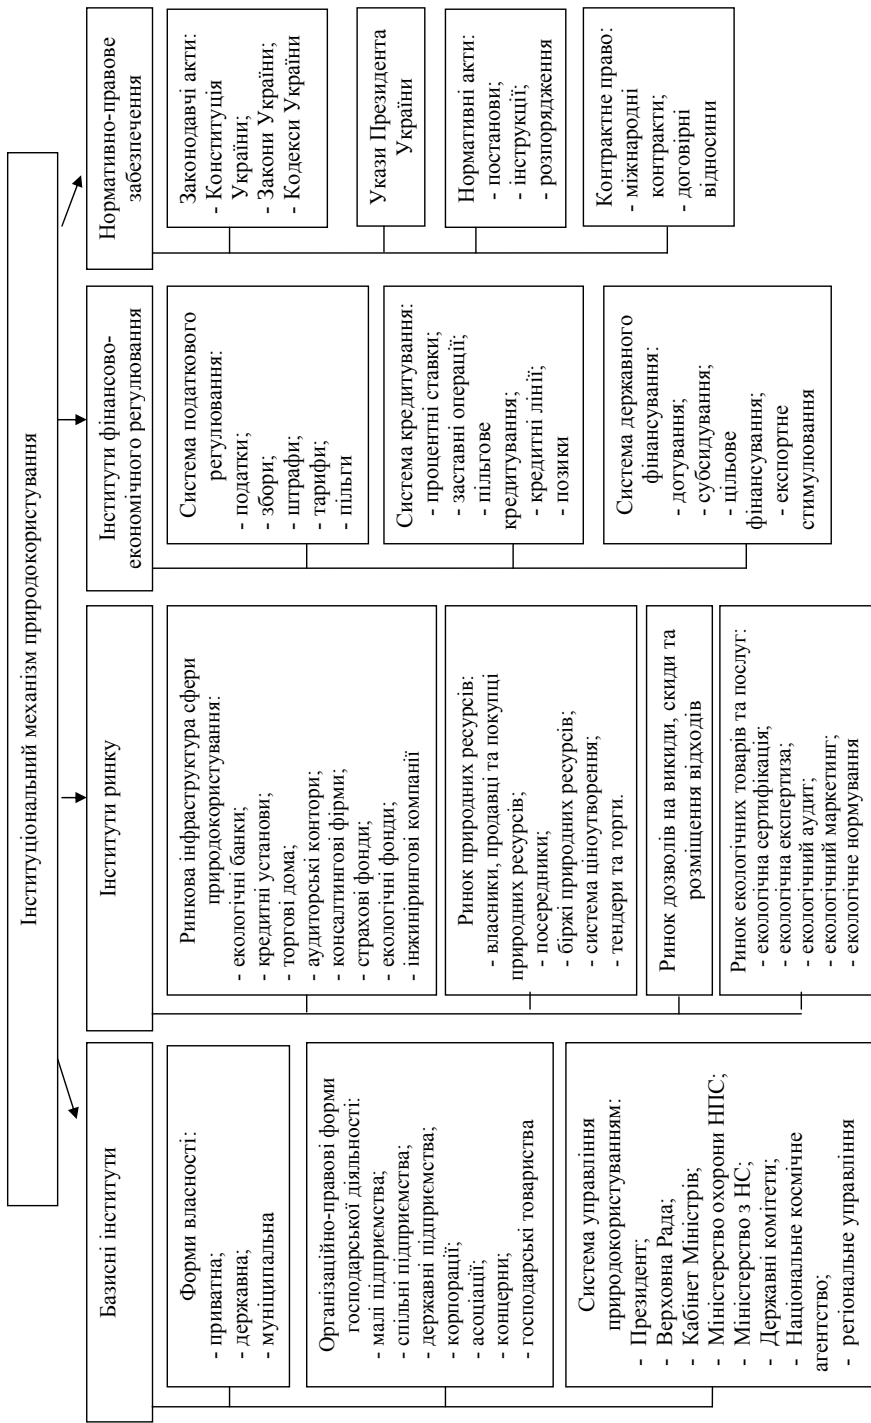 Інституціональний механізм природокористування
Базисні інститути
Форми власності:
- приватна;
- державна;
- муніципальна
Організаційно-правові форми
господарської діяльності:
- малі підприємства;
- спільні підприємства;
- державні підприємства;
- корпорації;
- асоціації;
- концерни;
- господарські товариства
Система управління
природокористуванням:
- Президент;
- Верховна Рада;
- Кабінет Міністрів;
- Міністерство охорони НПС;
- Міністерство з НС;
- Державні комітети;
- Національне космічне
агентство;
- регіональне управління
Інститути ринку
Ринкова інфраструктура сфери
природокористування:
- екологічні банки;
- кредитні установи;
- торгові дома;
- аудиторські контори;
- консалтингові фірми;
- страхові фонди;
- екологічні фонди;
- інжинірингові компанії
Ринок природних ресурсів:
- власники, продавці та покупці
природних ресурсів;
- посередники;
- біржі природних ресурсів;
- система ціноутворення;
- тендери та торги.
Ринок дозволів на викиди, скиди та
розміщення відходів
Ринок екологічних товарів та послуг:
- екологічна сертифікація;
- екологічна експертиза;
- екологічний аудит;
- екологічний маркетинг;
- екологічне нормування
Інститути фінансово-
економічного регулювання
Система податкового
регулювання:
- податки;
- збори;
- штрафи;
- тарифи;
- пільги
Система кредитування:
- процентні ставки;
- заставні операції;
- пільгове
кредитування;
- кредитні лінії;
- позики
Система державного
фінансування:
- дотування;
- субсидування;
- цільове
фінансування;
- експортне
стимулювання
Нормативно-правове
забезпечення
Законодавчі акти:
- Конституція
України;
- Закони України;
- Кодекси України
Укази Президента
України
Нормативні акти:
- постанови;
- інструкції;
- розпорядження
Контрактне право:
- міжнародні
контракти;
- договірні
відносини